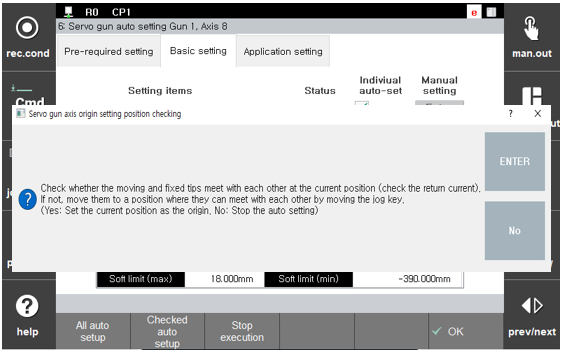 R0 CP1
e
rec.cond
6: Servo gun auto setting Gun 1, Axis 8
man.out
Pre-required setting Basic setting Application setting
Setting items Status Indiviual auto-set Manual setting
Cmd
Servo gun axis origin setting position checking ? X
Check whether the moving and fixed tips meet with each other at the current position (check the return current).
If not, move them to a position where they can meet with each other by moving the jog key.
(Yes: Set the current position as the origin, No: Stop the auto setting)
ENTER
No
Soft limit (max) 18.000mm Soft limit (min) -390.000mm
help
All auto setup
Checked auto setup
Stop execution
OK
prev/next